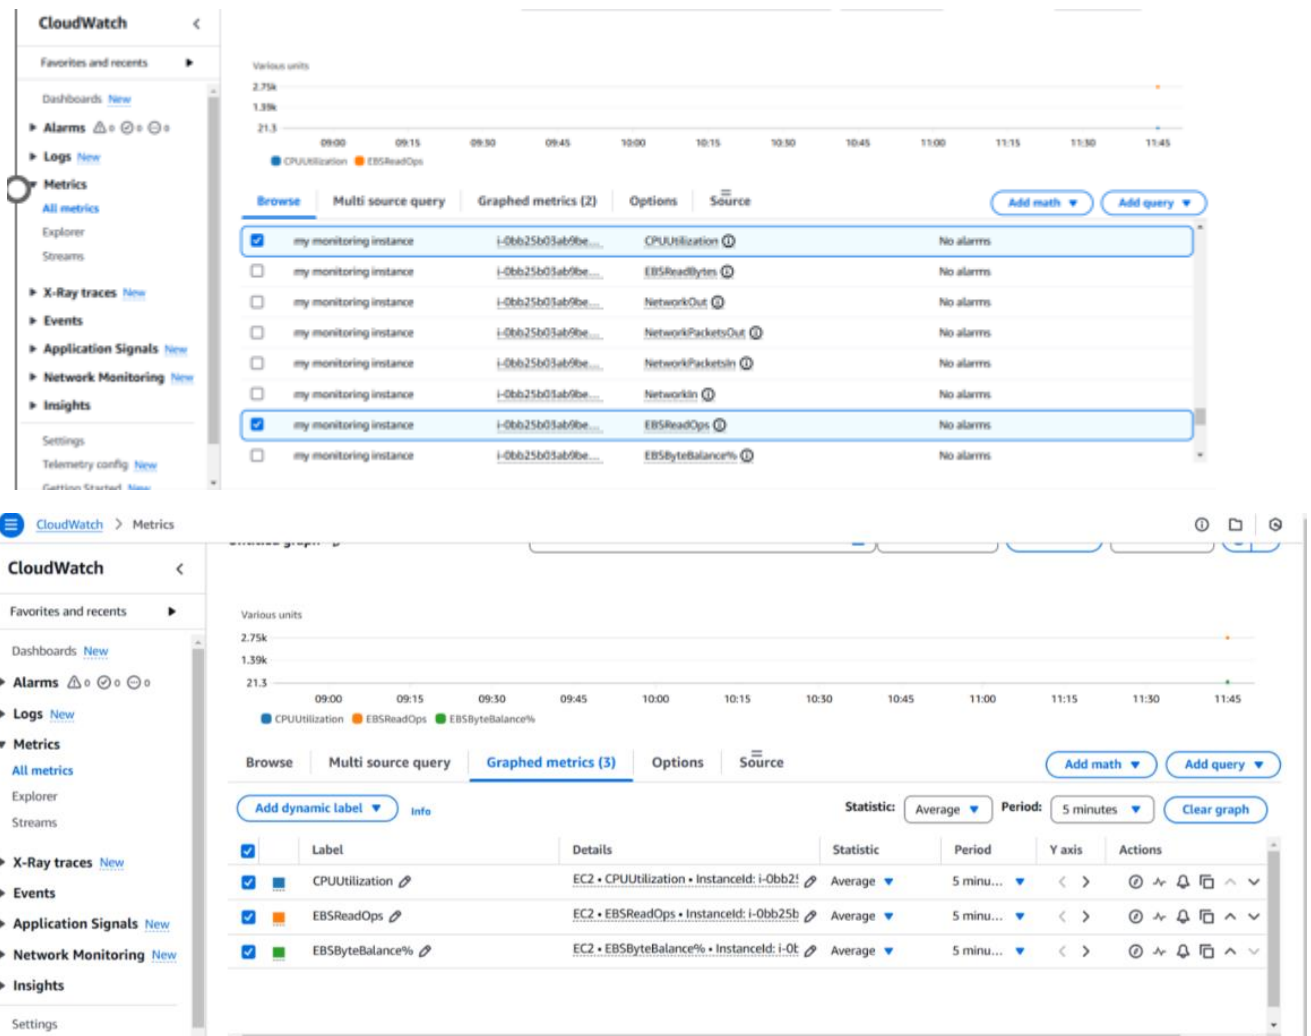 CloudWatch
Favorites and recents
Dashboards New
Alarms 0 0 0
Logs New
Metrics
All metrics
Explorer
Streams
X-Ray traces New
Events
Application Signals New
Network Monitoring New
Insights
Settings
Telemetry config New
Getting Started New
Various units
2.75k
1.39k
21.3
09:00 09:15 09:30 09:45 10:00 10:15 10:30 10:45 11:00 11:15 11:30 11:45
CPUUtilization EBSReadOps
Browse Multi source query Graphed metrics (2) Options Source Add math Add query
my monitoring instance i-0bb25b03ab9be... CPUUtilization No alarms
my monitoring instance i-0bb25b03ab9be... EBSReadBytes No alarms
my monitoring instance i-0bb25b03ab9be... NetworkOut No alarms
my monitoring instance i-0bb25b03ab9be... NetworkPacketsOut No alarms
my monitoring instance i-0bb25b03ab9be... NetworkPacketsIn No alarms
my monitoring instance i-0bb25b03ab9be... NetworkIn No alarms
my monitoring instance i-0bb25b03ab9be... EBSReadOps No alarms
my monitoring instance i-0bb25b03ab9be... EBSByteBalance% No alarms
CloudWatch > Metrics
CloudWatch
Favorites and recents
Dashboards New
Alarms 0 0 0
Logs New
Metrics
All metrics
Explorer
Streams
X-Ray traces New
Events
Application Signals New
Network Monitoring New
Insights
Settings
Untitled graph
Various units
2.75k
1.39k
21.3
09:00 09:15 09:30 09:45 10:00 10:15 10:30 10:45 11:00 11:15 11:30 11:45
CPUUtilization EBSReadOps EBSByteBalance%
Browse Multi source query Graphed metrics (3) Options Source Add math Add query
Add dynamic label Info Statistic: Average Period: 5 minutes Clear graph
Label Details Statistic Period Y axis Actions
CPUUtilization EC2 • CPUUtilization • InstanceId: i-0bb2 Average 5 minu...
EBSReadOps EC2 • EBSReadOps • InstanceId: i-0bb25b Average 5 minu...
EBSByteBalance% EC2 • EBSByteBalance% • InstanceId: i-0 Average 5 minu...